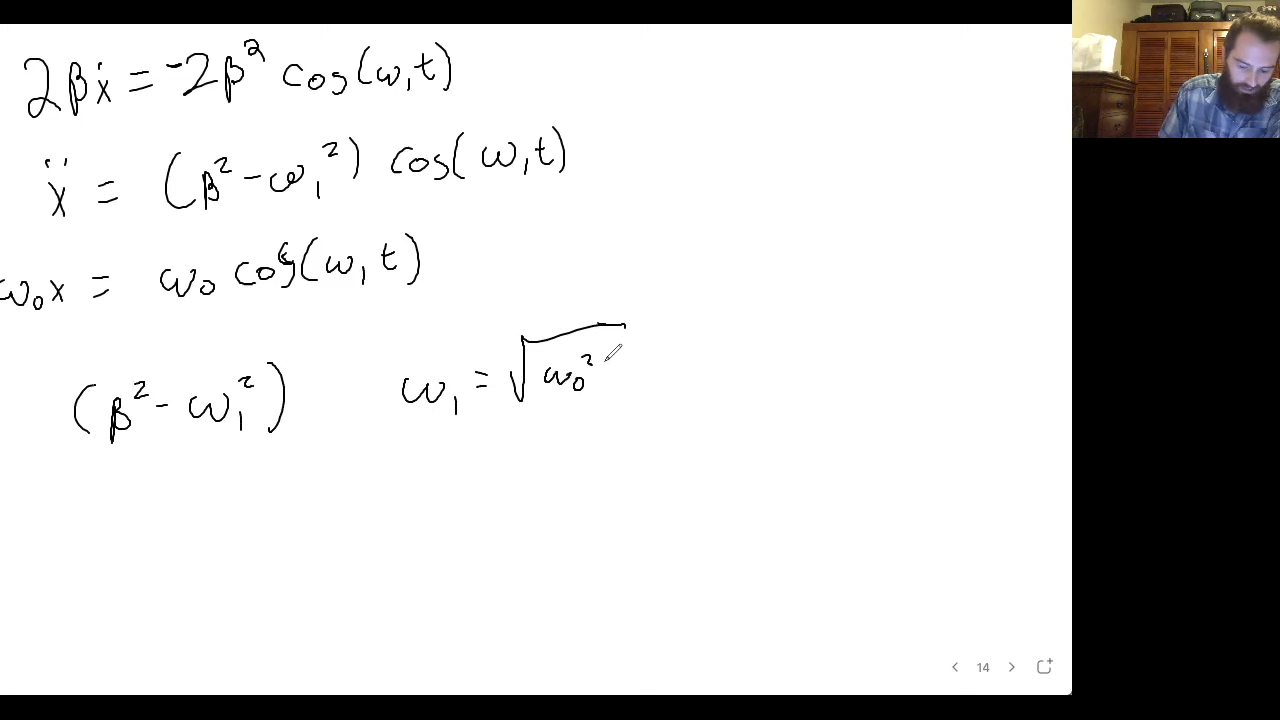 2βẋ = -2β² cos(ω₁t)
ẍ = (β² - ω₁²) cos(ω₁t)
ω₀x = ω₀ cos(ω₁t)
(β² - ω₁²) ω₁ = √ω₀²
14